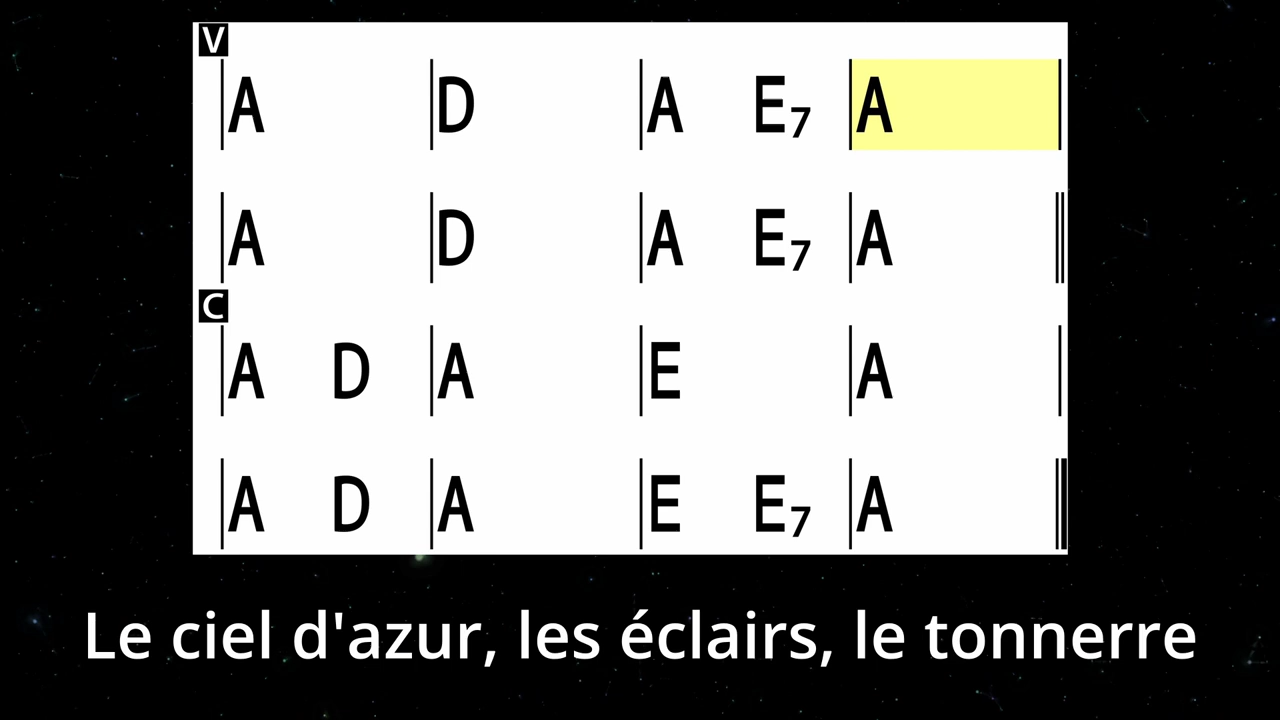 V
A D A E7 A
A D A E7 A
C
A D A E A
A D A E E7 A
Le ciel d'azur, les éclairs, le tonnerre